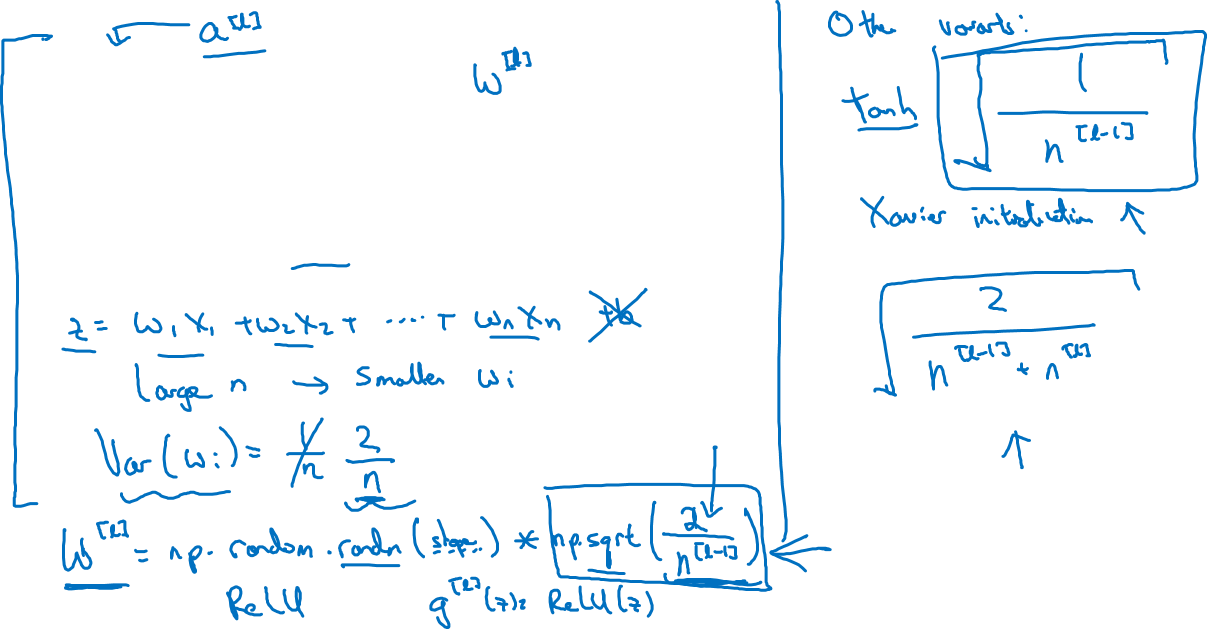 a^[l]
W^[l]
z = w₁x₁ + w₂x₂ + ..... + wₙxₙ +b
Large n → Smaller wᵢ
Var(wᵢ) = 1/n 2/n
W^[l] = np.random.randn(shape) * np.sqrt(2/n^[l-1])
ReLU g^[l](z) = ReLU(z)
Other variants:
tanh √(1/n^[l-1])
Xavier initialization ↑
√(2/(n^[l-1] + n^[l]))
↑